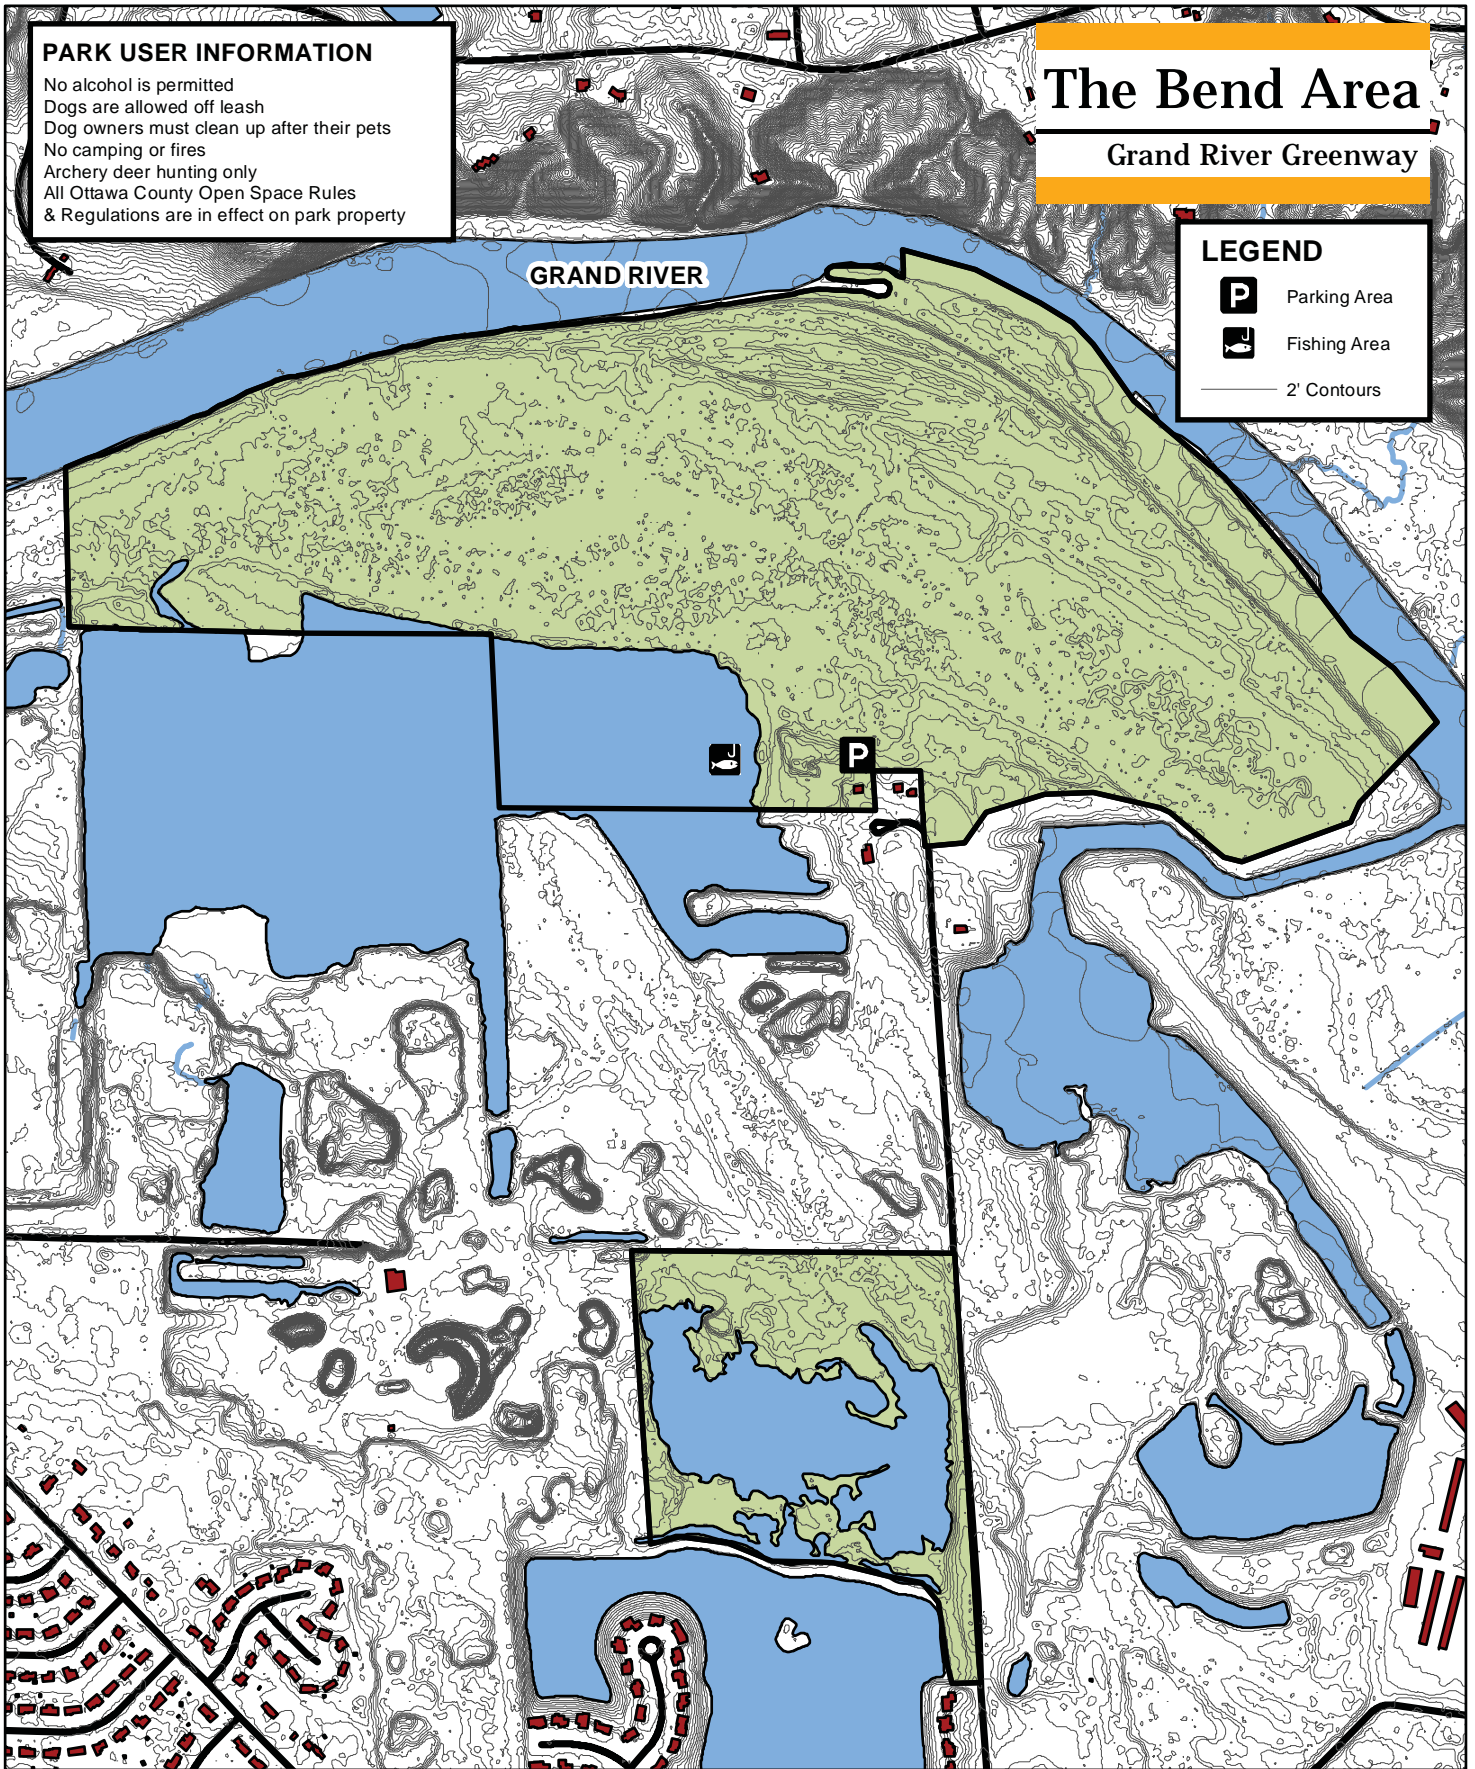 PARK USER INFORMATION
No alcohol is permitted
Dogs are allowed off leash
Dog owners must clean up after their pets
No camping or fires
Archery deer hunting only
All Ottawa County Open Space Rules
& Regulations are in effect on park property
The Bend Area
Grand River Greenway
LEGEND
P Parking Area
Fishing Area
2' Contours
GRAND RIVER
P